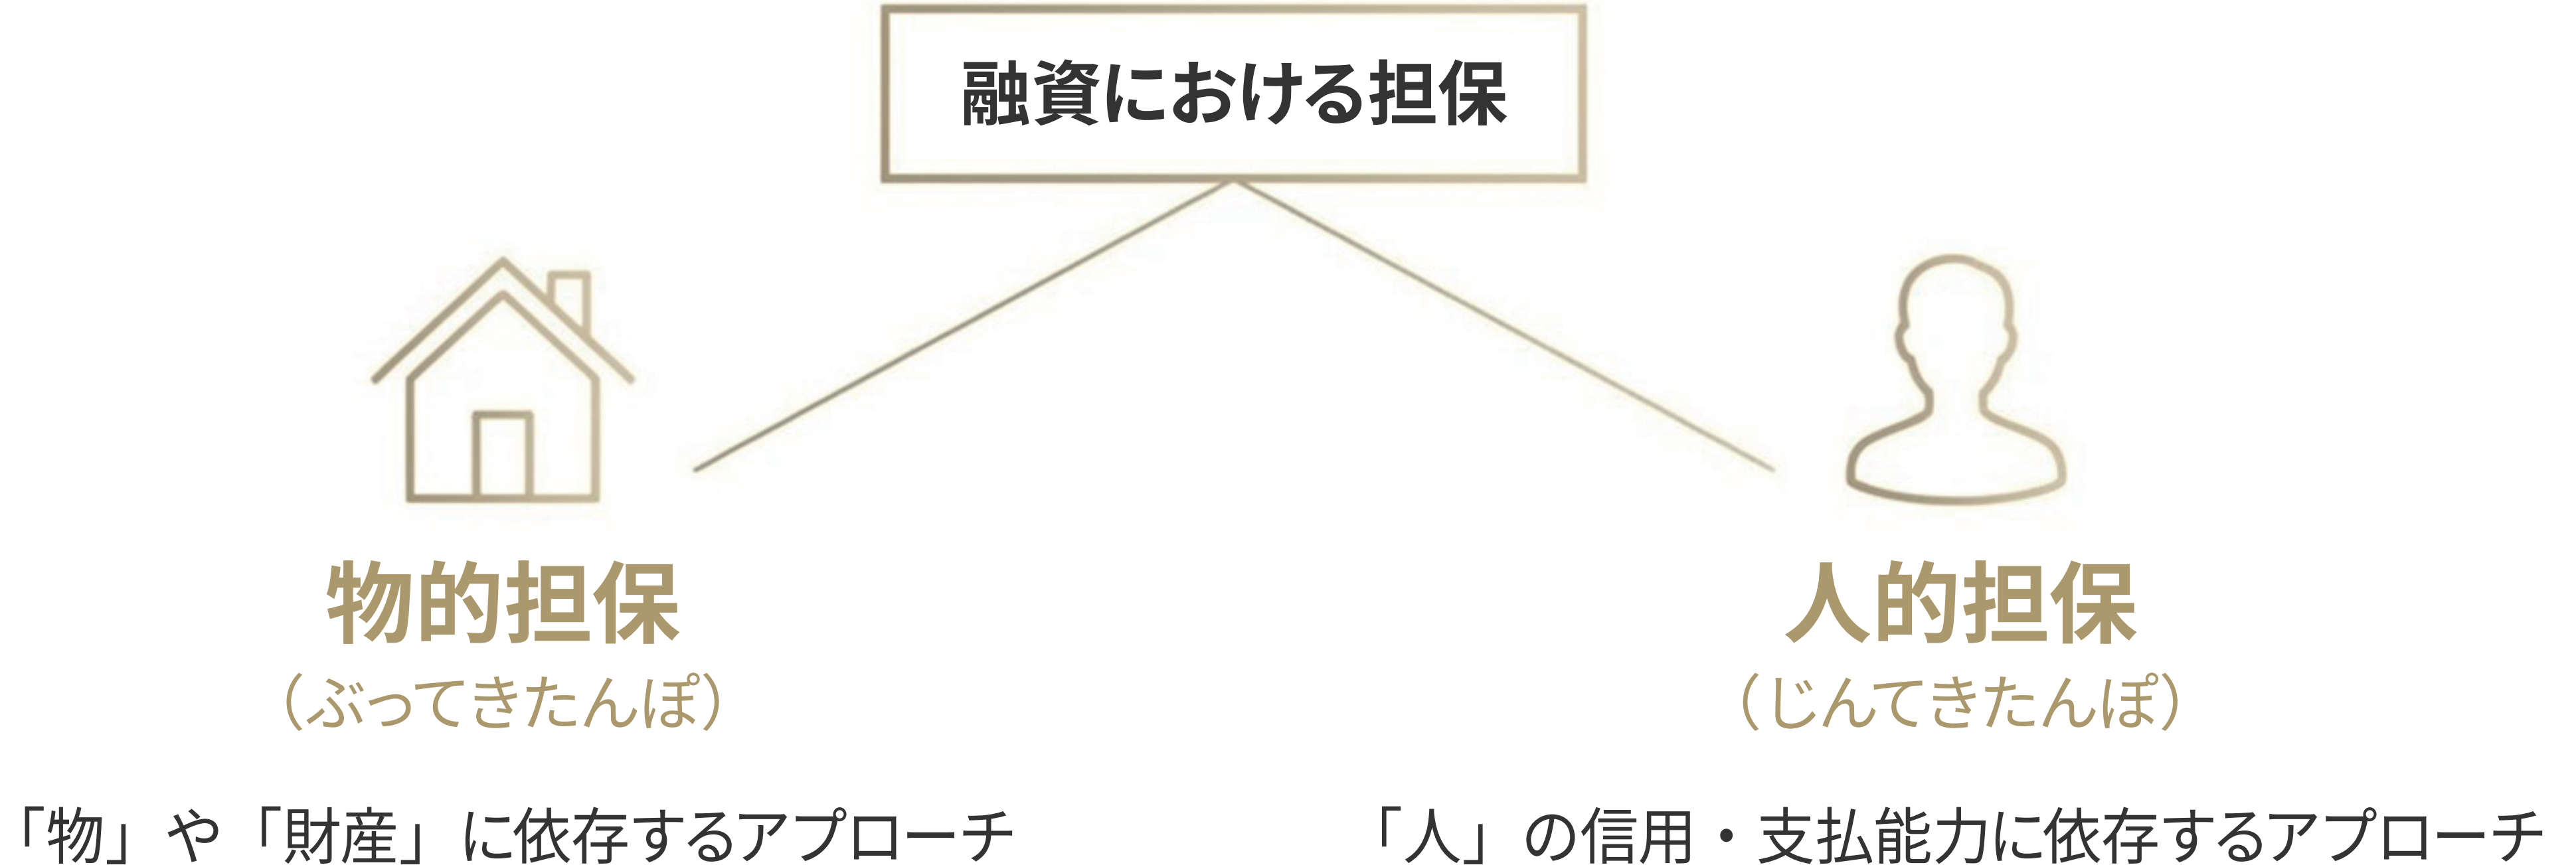 融資における担保
物的担保
（ぶってきたんぽ）
「物」や「財産」に依存するアプローチ
人的担保
（じんてきたんぽ）
「人」の信用・支払能力に依存するアプローチ